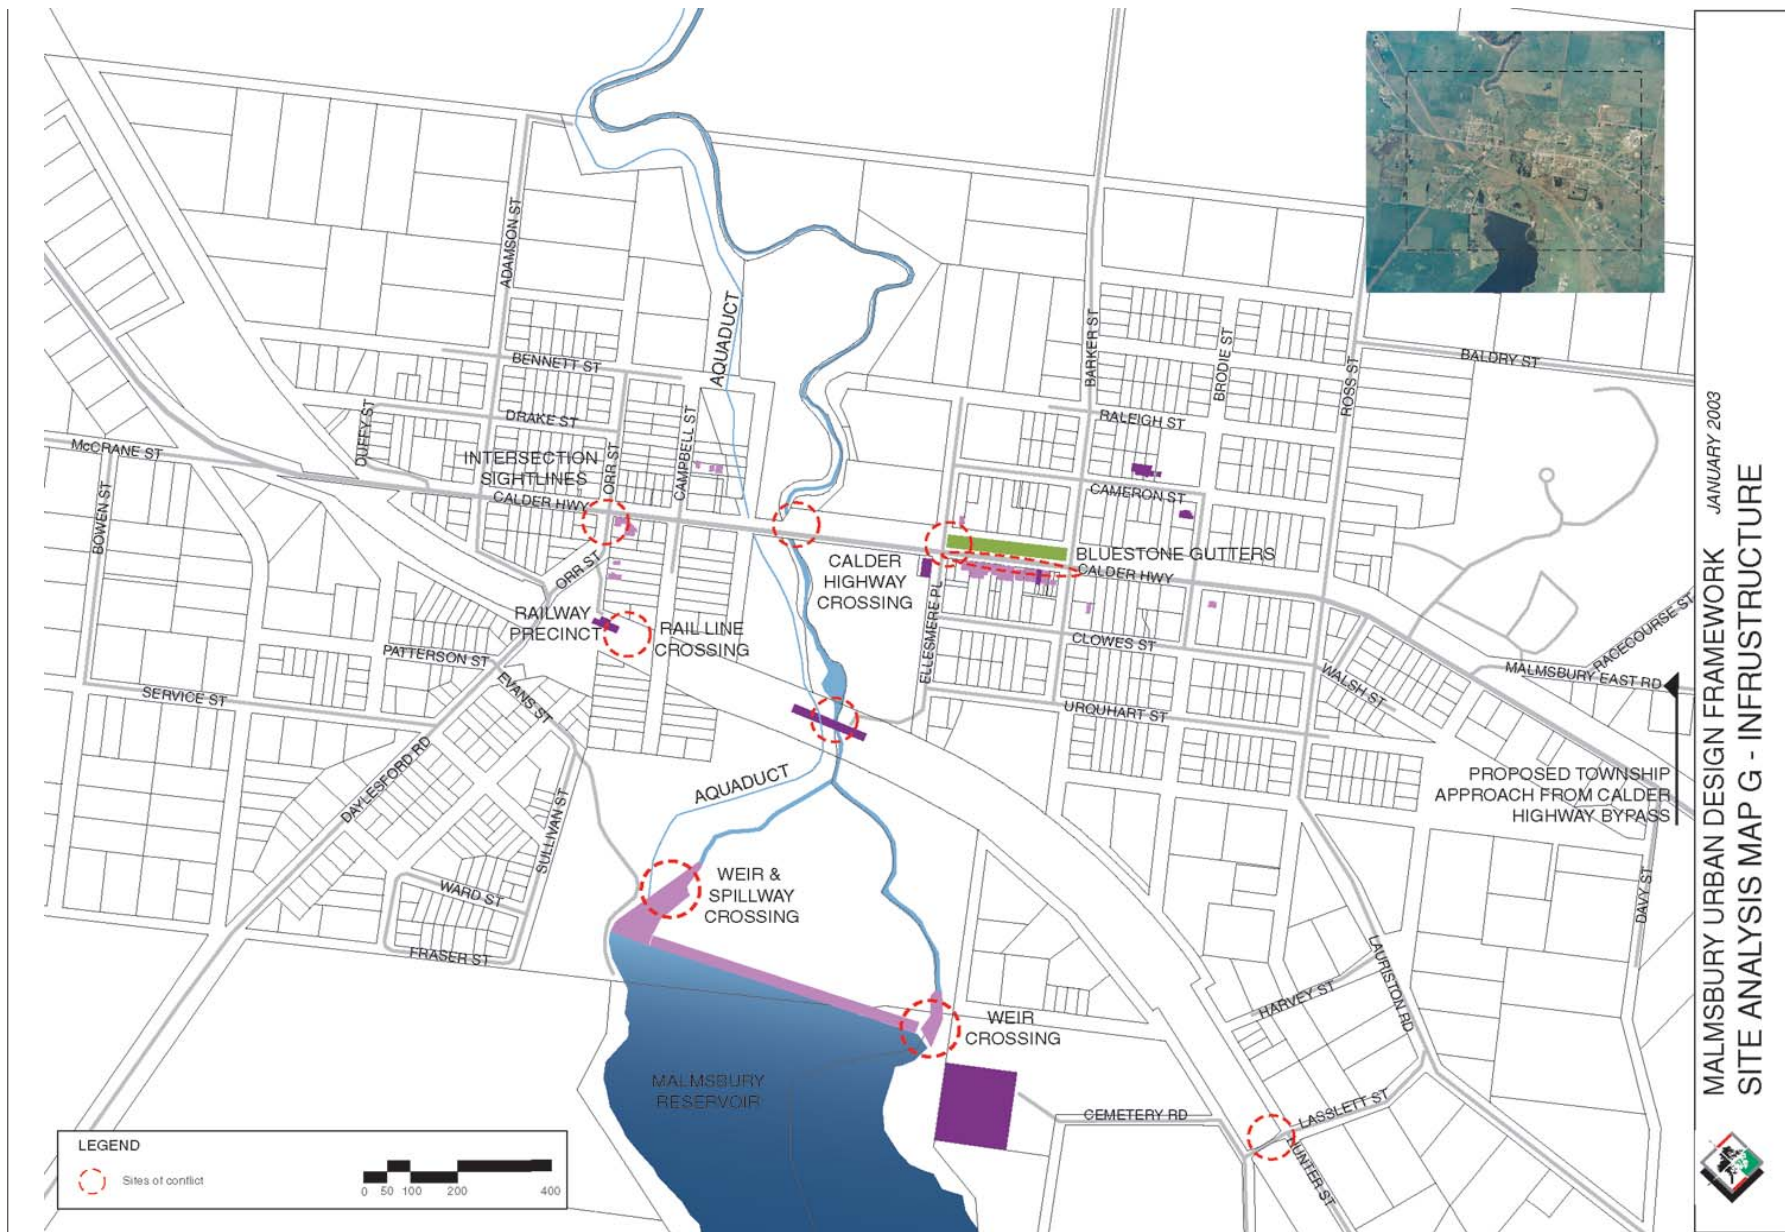 ADAMSON ST
AQUADUCT
BENNETT ST
DRAKE ST
DUFFY ST
McCRANE ST
BOWEN ST
INTERSECTION
SIGHTLINES
ORR ST
CAMPBELL ST
CALDER HWY
ORR ST
RAILWAY
PRECINCT
RAIL LINE
CROSSING
CALDER
HIGHWAY
CROSSING
ELLESMERE PL
BARKER ST
BRODIE ST
ROSS ST
BALDRY ST
RALEIGH ST
CAMERON ST
BLUESTONE GUTTERS
CALDER HWY
CLOWES ST
WALSH ST
URQUHART ST
MALMSBURY EAST RD
RACECOURSE ST
PATTERSON ST
SERVICE ST
EVANS ST
DAYLESFORD RD
SULLIVAN ST
WARD ST
FRASER ST
AQUADUCT
WEIR &
SPILLWAY
CROSSING
WEIR
CROSSING
MALMSBURY
RESERVOIR
PROPOSED TOWNSHIP
APPROACH FROM CALDER
HIGHWAY BYPASS
DAVY ST
LAURISTON RD
HARVEY ST
LASSLETT ST
HUNTER ST
CEMETERY RD
LEGEND
Sites of conflict
0 50 100 200 400
MALMSBURY URBAN DESIGN FRAMEWORK JANUARY 2003
SITE ANALYSIS MAP G - INFRUSTRUCTURE